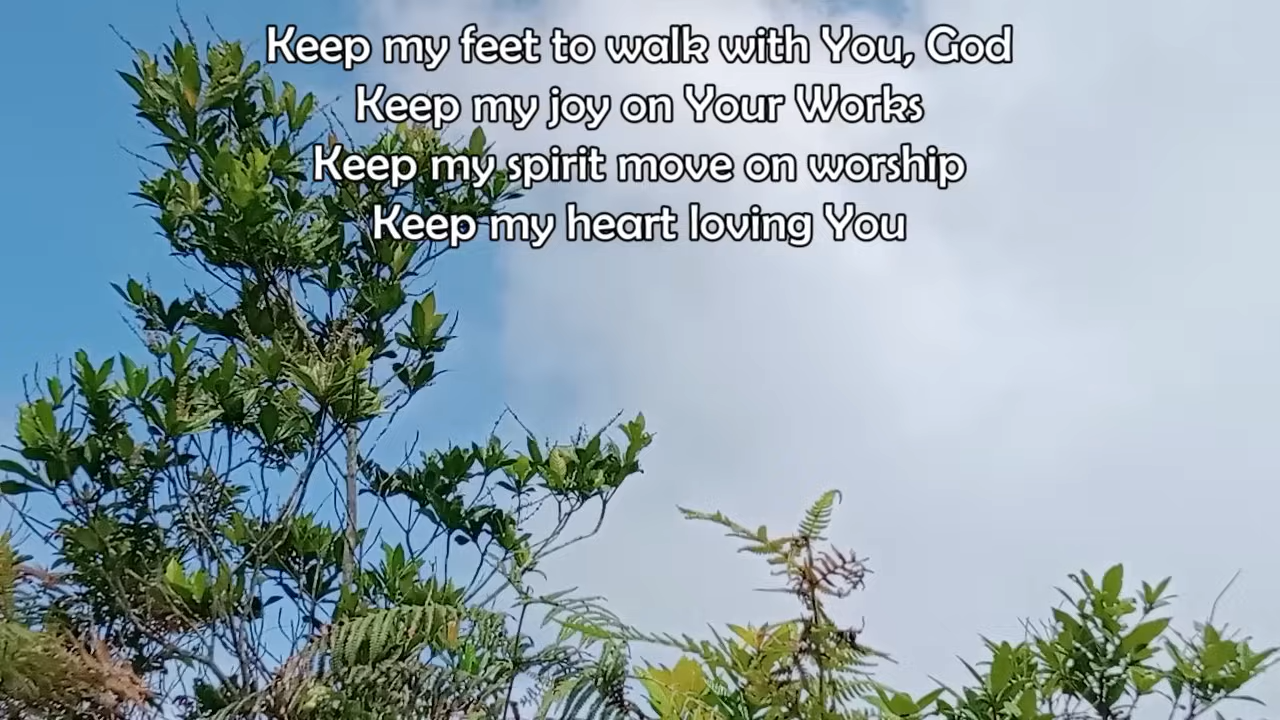 Keep my feet to walk with You, God
Keep my joy on Your Works
Keep my spirit move on worship
Keep my heart loving You